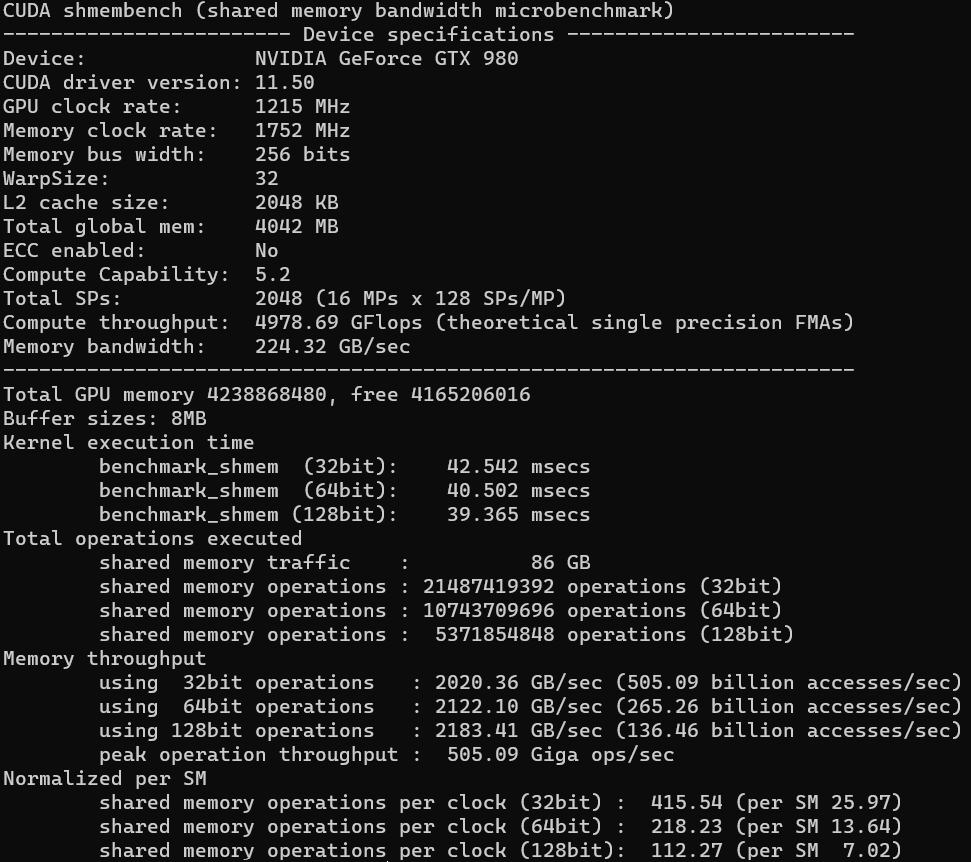 CUDA shmembench (shared memory bandwidth microbenchmark)
------------------------ Device specifications ------------------------
Device:              NVIDIA GeForce GTX 980
CUDA driver version: 11.50
GPU clock rate:      1215 MHz
Memory clock rate:   1752 MHz
Memory bus width:    256 bits
WarpSize:            32
L2 cache size:       2048 KB
Total global mem:    4042 MB
ECC enabled:         No
Compute Capability:  5.2
Total SPs:           2048 (16 MPs x 128 SPs/MP)
Compute throughput:  4978.69 GFlops (theoretical single precision FMAs)
Memory bandwidth:    224.32 GB/sec
-----------------------------------------------------------------------
Total GPU memory 4238868480, free 4165206016
Buffer sizes: 8MB
Kernel execution time
        benchmark_shmem  (32bit):    42.542 msecs
        benchmark_shmem  (64bit):    40.502 msecs
        benchmark_shmem (128bit):    39.365 msecs
Total operations executed
        shared memory traffic    :          86 GB
        shared memory operations : 21487419392 operations (32bit)
        shared memory operations : 10743709696 operations (64bit)
        shared memory operations :  5371854848 operations (128bit)
Memory throughput
        using  32bit operations   : 2020.36 GB/sec (505.09 billion accesses/sec)
        using  64bit operations   : 2122.10 GB/sec (265.26 billion accesses/sec)
        using 128bit operations   : 2183.41 GB/sec (136.46 billion accesses/sec)
        peak operation throughput :  505.09 Giga ops/sec
Normalized per SM
        shared memory operations per clock (32bit) :  415.54 (per SM 25.97)
        shared memory operations per clock (64bit) :  218.23 (per SM 13.64)
        shared memory operations per clock (128bit):  112.27 (per SM  7.02)